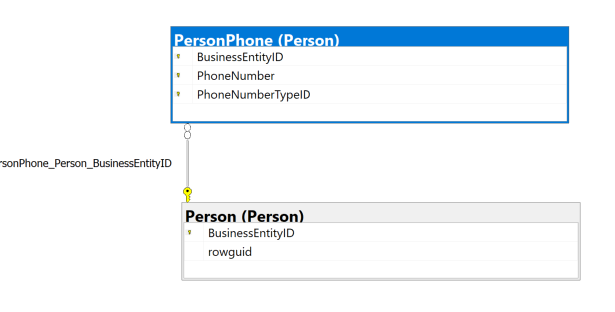 PersonPhone (Person)
BusinessEntityID
PhoneNumber
PhoneNumberTypeID
rsonPhone_Person_BusinessEntityID
Person (Person)
BusinessEntityID
rowguid